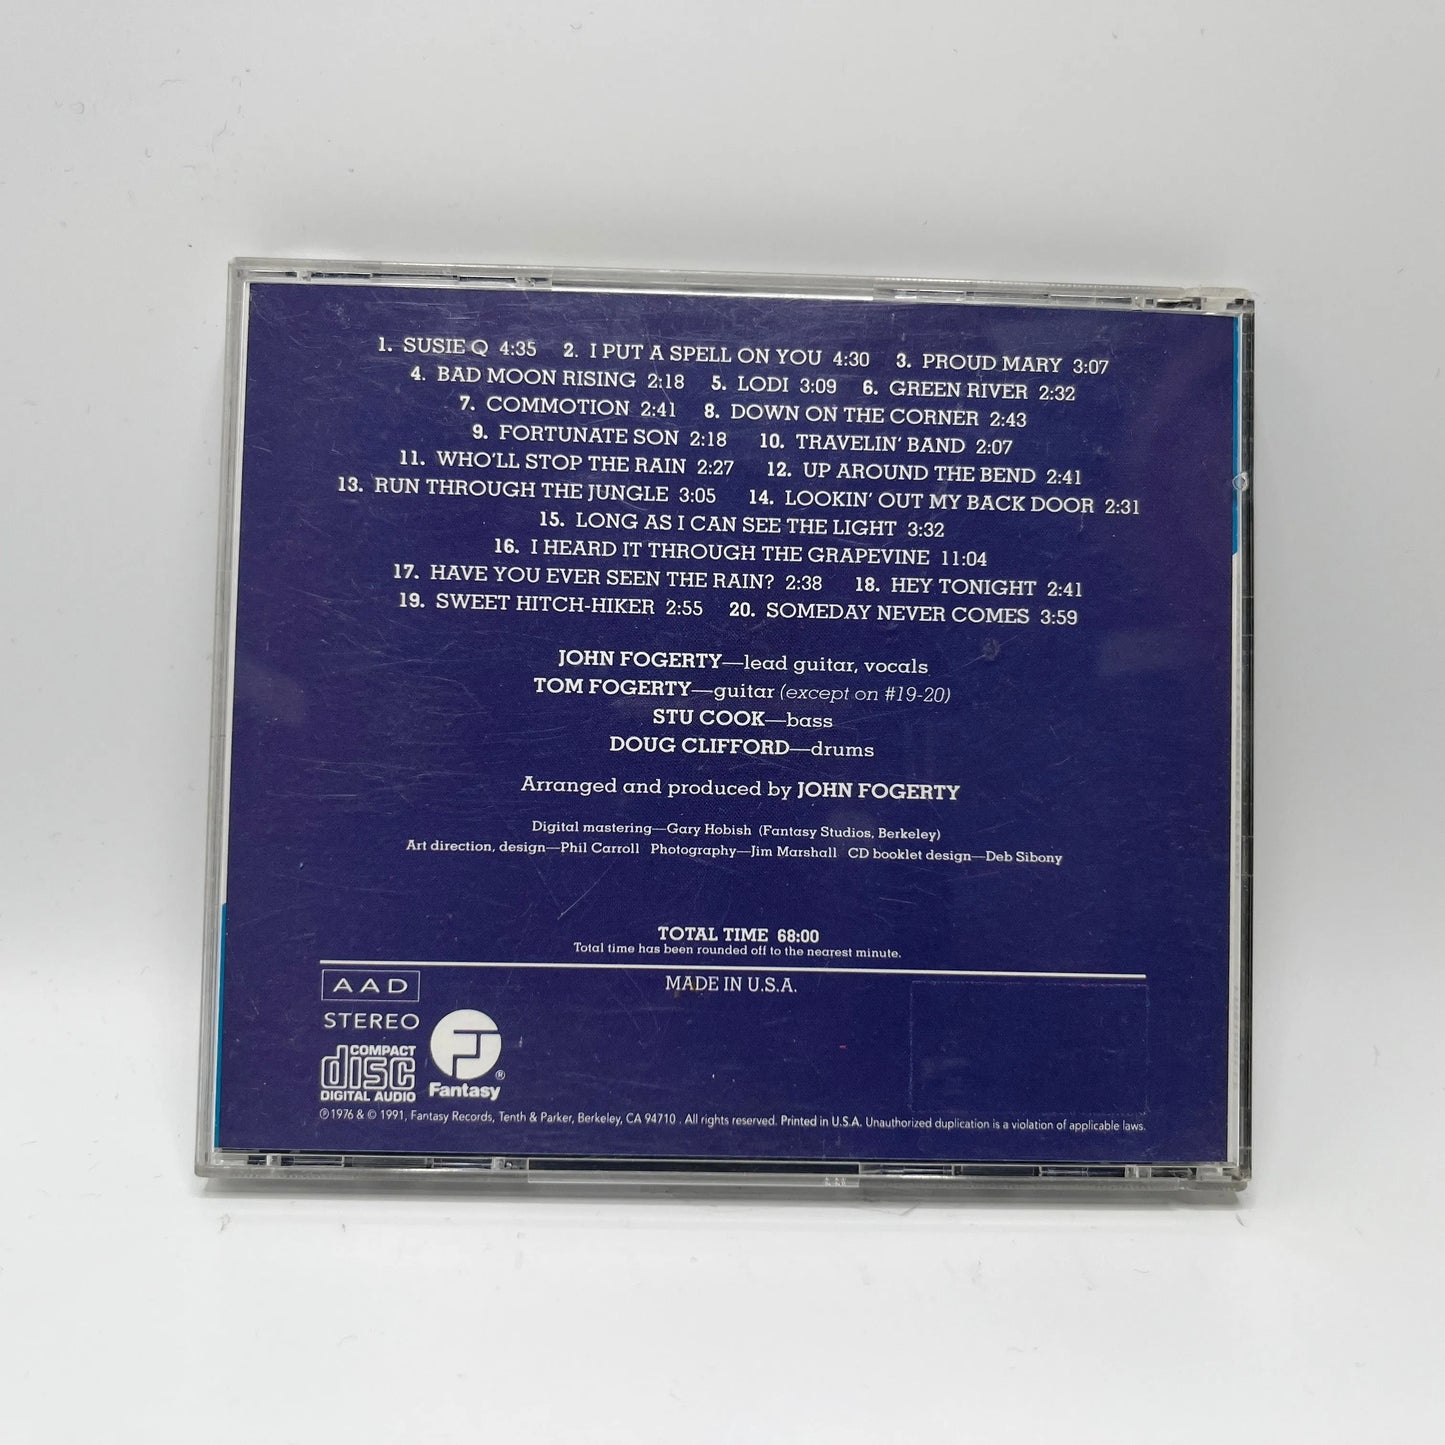 1. SUSIE Q 4:35 2. I PUT A SPELL ON YOU 4:30 3. PROUD MARY 3:07
4. BAD MOON RISING 2:18 5. LODI 3:09 6. GREEN RIVER 2:32
7. COMMOTION 2:41 8. DOWN ON THE CORNER 2:43
9. FORTUNATE SON 2:18 10. TRAVELIN' BAND 2:07
11. WHO'LL STOP THE RAIN 2:27 12. UP AROUND THE BEND 2:41
13. RUN THROUGH THE JUNGLE 3:05 14. LOOKIN' OUT MY BACK DOOR 2:31
15. LONG AS I CAN SEE THE LIGHT 3:32
16. I HEARD IT THROUGH THE GRAPEVINE 11:04
17. HAVE YOU EVER SEEN THE RAIN? 2:38 18. HEY TONIGHT 2:41
19. SWEET HITCH-HIKER 2:55 20. SOMEDAY NEVER COMES 3:59
JOHN FOGERTY—lead guitar, vocals
TOM FOGERTY—guitar (except on #19-20)
STU COOK—bass
DOUG CLIFFORD—drums
Arranged and produced by JOHN FOGERTY
Digital mastering—Gary Hobish (Fantasy Studios, Berkeley)
Art direction, design—Phil Carroll Photography—Jim Marshall CD booklet design—Deb Sibony
TOTAL TIME 68:00
Total time has been rounded off to the nearest minute.
AAD
MADE IN U.S.A.
STEREO
COMPACT
disc
DIGITAL AUDIO
Fantasy®
℗1976 & © 1991, Fantasy Records, Tenth & Parker, Berkeley, CA 94710 . All rights reserved. Printed in U.S.A. Unauthorized duplication is a violation of applicable laws.